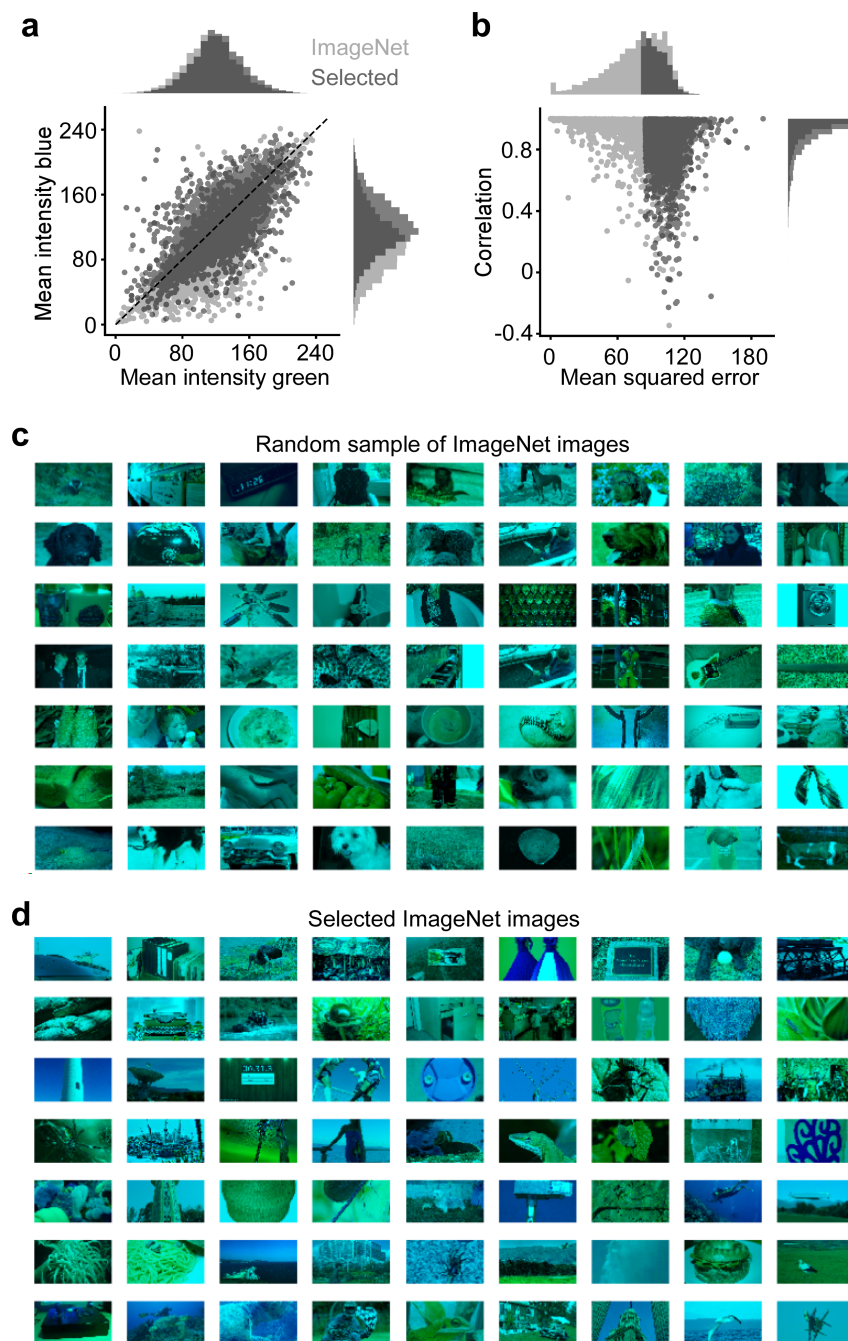 a
b
ImageNet
Selected
Mean intensity blue
240
160
80
0
0
80
160
240
Mean intensity green
Correlation
0.8
0.4
0
-0.4
0
60
120
180
Mean squared error
c
Random sample of ImageNet images
d
Selected ImageNet images